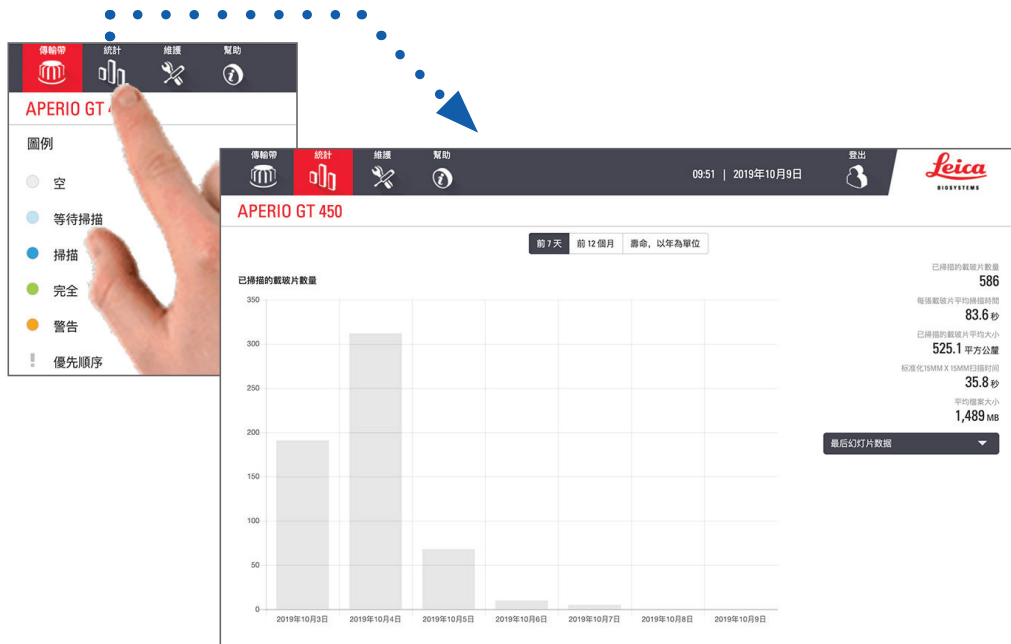 傳輸帶 統計 維護 幫助
APERIO GT 4
圖例
空
等待掃描
掃描
完全
警告
優先順序
傳輸帶 統計 維護 幫助 09:51 | 2019年10月9日 登出
Leica
BIOSYSTEMS
APERIO GT 450
前7天 前12個月 壽命，以年為單位
已掃描的載玻片數量
350
300
250
200
150
100
50
0
2019年10月3日 2019年10月4日 2019年10月5日 2019年10月6日 2019年10月7日 2019年10月8日 2019年10月9日
已掃描的載玻片數量
586
每張載玻片平均掃描時間
83.6 秒
已掃描的載玻片平均大小
525.1 平方公釐
标准化15MM X 15MM扫描时间
35.8 秒
平均檔案大小
1,489 MB
最后幻灯片数据